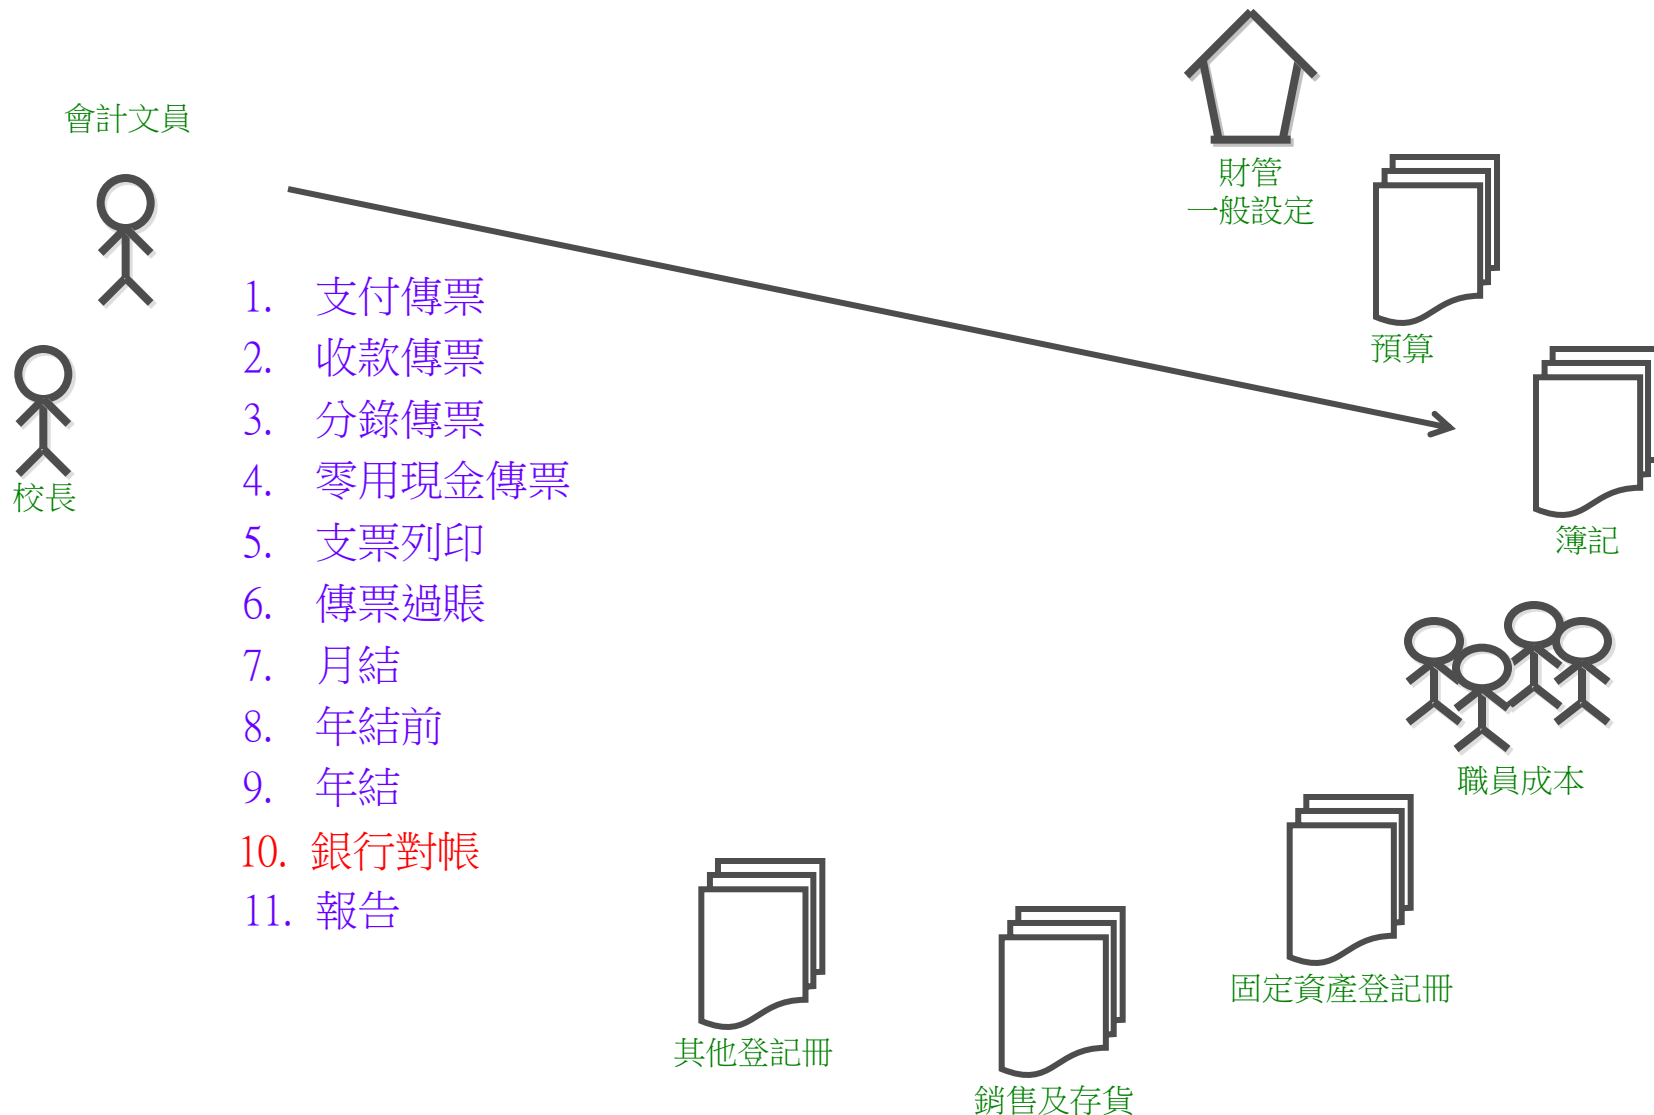 會計文員
校長
1. 支付傳票
2. 收款傳票
3. 分錄傳票
4. 零用現金傳票
5. 支票列印
6. 傳票過賬
7. 月結
8. 年結前
9. 年結
10. 銀行對帳
11. 報告
財管
一般設定
預算
簿記
職員成本
固定資產登記冊
銷售及存貨
其他登記冊